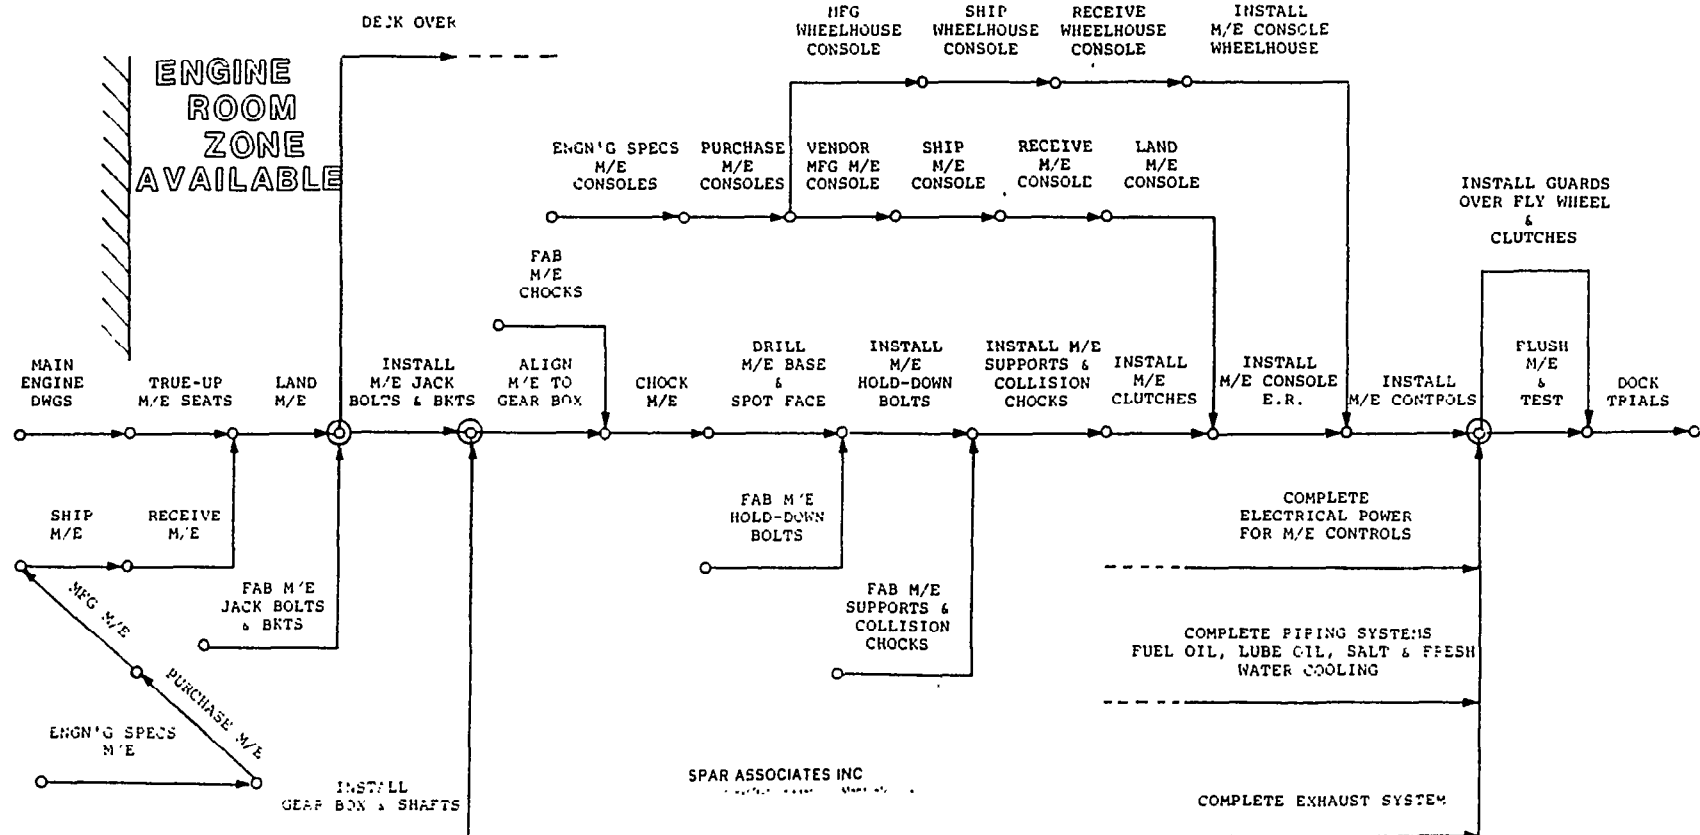 DECK OVER
ENGINE
ROOM
ZONE
AVAILABLE
MFG
WHEELHOUSE
CONSOLE
SHIP
WHEELHOUSE
CONSOLE
RECEIVE
WHEELHOUSE
CONSOLE
INSTALL
M/E CONSOLE
WHEELHOUSE
ENGN'G SPECS
M/E
CONSOLES
PURCHASE
M/E
CONSOLES
VENDOR
MFG M/E
CONSOLE
SHIP
M/E
CONSOLE
RECEIVE
M/E
CONSOLE
LAND
M/E
CONSOLE
INSTALL GUARDS
OVER FLY WHEEL
&
CLUTCHES
FAB
M/E
CHOCKS
MAIN
ENGINE
DWGS
TRUE-UP
M/E SEATS
LAND
M/E
INSTALL
M/E JACK
BOLTS & BKTS
ALIGN
M/E TO
GEAR BOX
CHOCK
M/E
DRILL
M/E BASE
&
SPOT FACE
INSTALL
M/E
HOLD-DOWN
BOLTS
INSTALL M/E
SUPPORTS &
COLLISION
CHOCKS
INSTALL
M/E
CLUTCHES
INSTALL
M/E CONSOLE
E.R.
INSTALL
M/E CONTROLS
FLUSH
M/E
&
TEST
DOCK
TRIALS
SHIP
M/E
RECEIVE
M/E
FAB M/E
HOLD-DOWN
BOLTS
COMPLETE
ELECTRICAL POWER
FOR M/E CONTROLS
MFG M/E
FAB M/E
JACK BOLTS
& BKTS
FAB M/E
SUPPORTS &
COLLISION
CHOCKS
COMPLETE PIPING SYSTEMS
FUEL OIL, LUBE OIL, SALT & FRESH
WATER COOLING
PURCHASE M/E
ENGN'G SPECS
M/E
INSTALL
GEAR BOX & SHAFTS
SPAR ASSOCIATES INC
COMPLETE EXHAUST SYSTEM